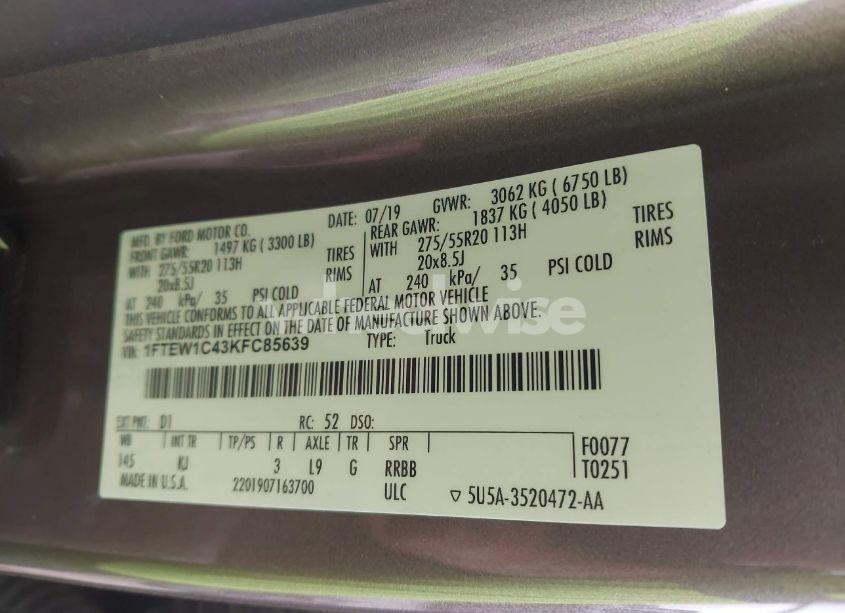 MFD. BY FORD MOTOR CO. DATE: 07/19 GVWR: 3062 KG ( 6750 LB)
FRONT GAWR: 1497 KG ( 3300 LB) REAR GAWR: 1837 KG ( 4050 LB)
WITH 275/55R20 113H TIRES WITH 275/55R20 113H TIRES
20x8.5J RIMS 20x8.5J RIMS
AT 240 kPa/ 35 PSI COLD AT 240 kPa/ 35 PSI COLD
THIS VEHICLE CONFORMS TO ALL APPLICABLE FEDERAL MOTOR VEHICLE
SAFETY STANDARDS IN EFFECT ON THE DATE OF MANUFACTURE SHOWN ABOVE.
VIN: 1FTEW1C43KFC85639 TYPE: Truck
EXT PNT: D1 RC: 52 DSO:
WB INT TR TP/PS R AXLE TR SPR F0077
145 KJ 3 L9 G RRBB T0251
MADE IN U.S.A. 2201907163700 ULC ▽ 5U5A-3520472-AA